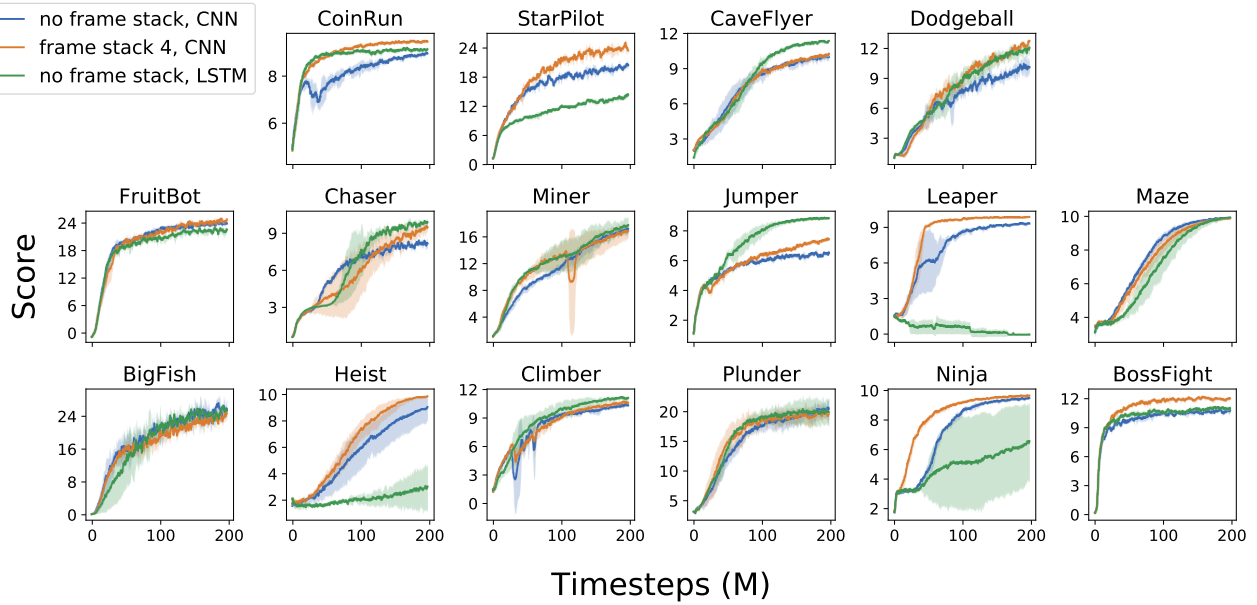 no frame stack, CNN
frame stack 4, CNN
no frame stack, LSTM
CoinRun
8
6
StarPilot
24
18
12
6
0
CaveFlyer
12
9
6
3
Dodgeball
12
9
6
3
Score
FruitBot
24
18
12
6
0
Chaser
9
6
3
Miner
16
12
8
4
Jumper
8
6
4
2
Leaper
9
6
3
0
Maze
10
8
6
4
BigFish
24
16
8
0
0 100 200
Heist
10
8
6
4
2
0 100 200
Climber
12
9
6
3
0
0 100 200
Plunder
20
15
10
5
0 100 200
Ninja
10
8
6
4
2
0 100 200
BossFight
12
9
6
3
0
0 100 200
Timesteps (M)